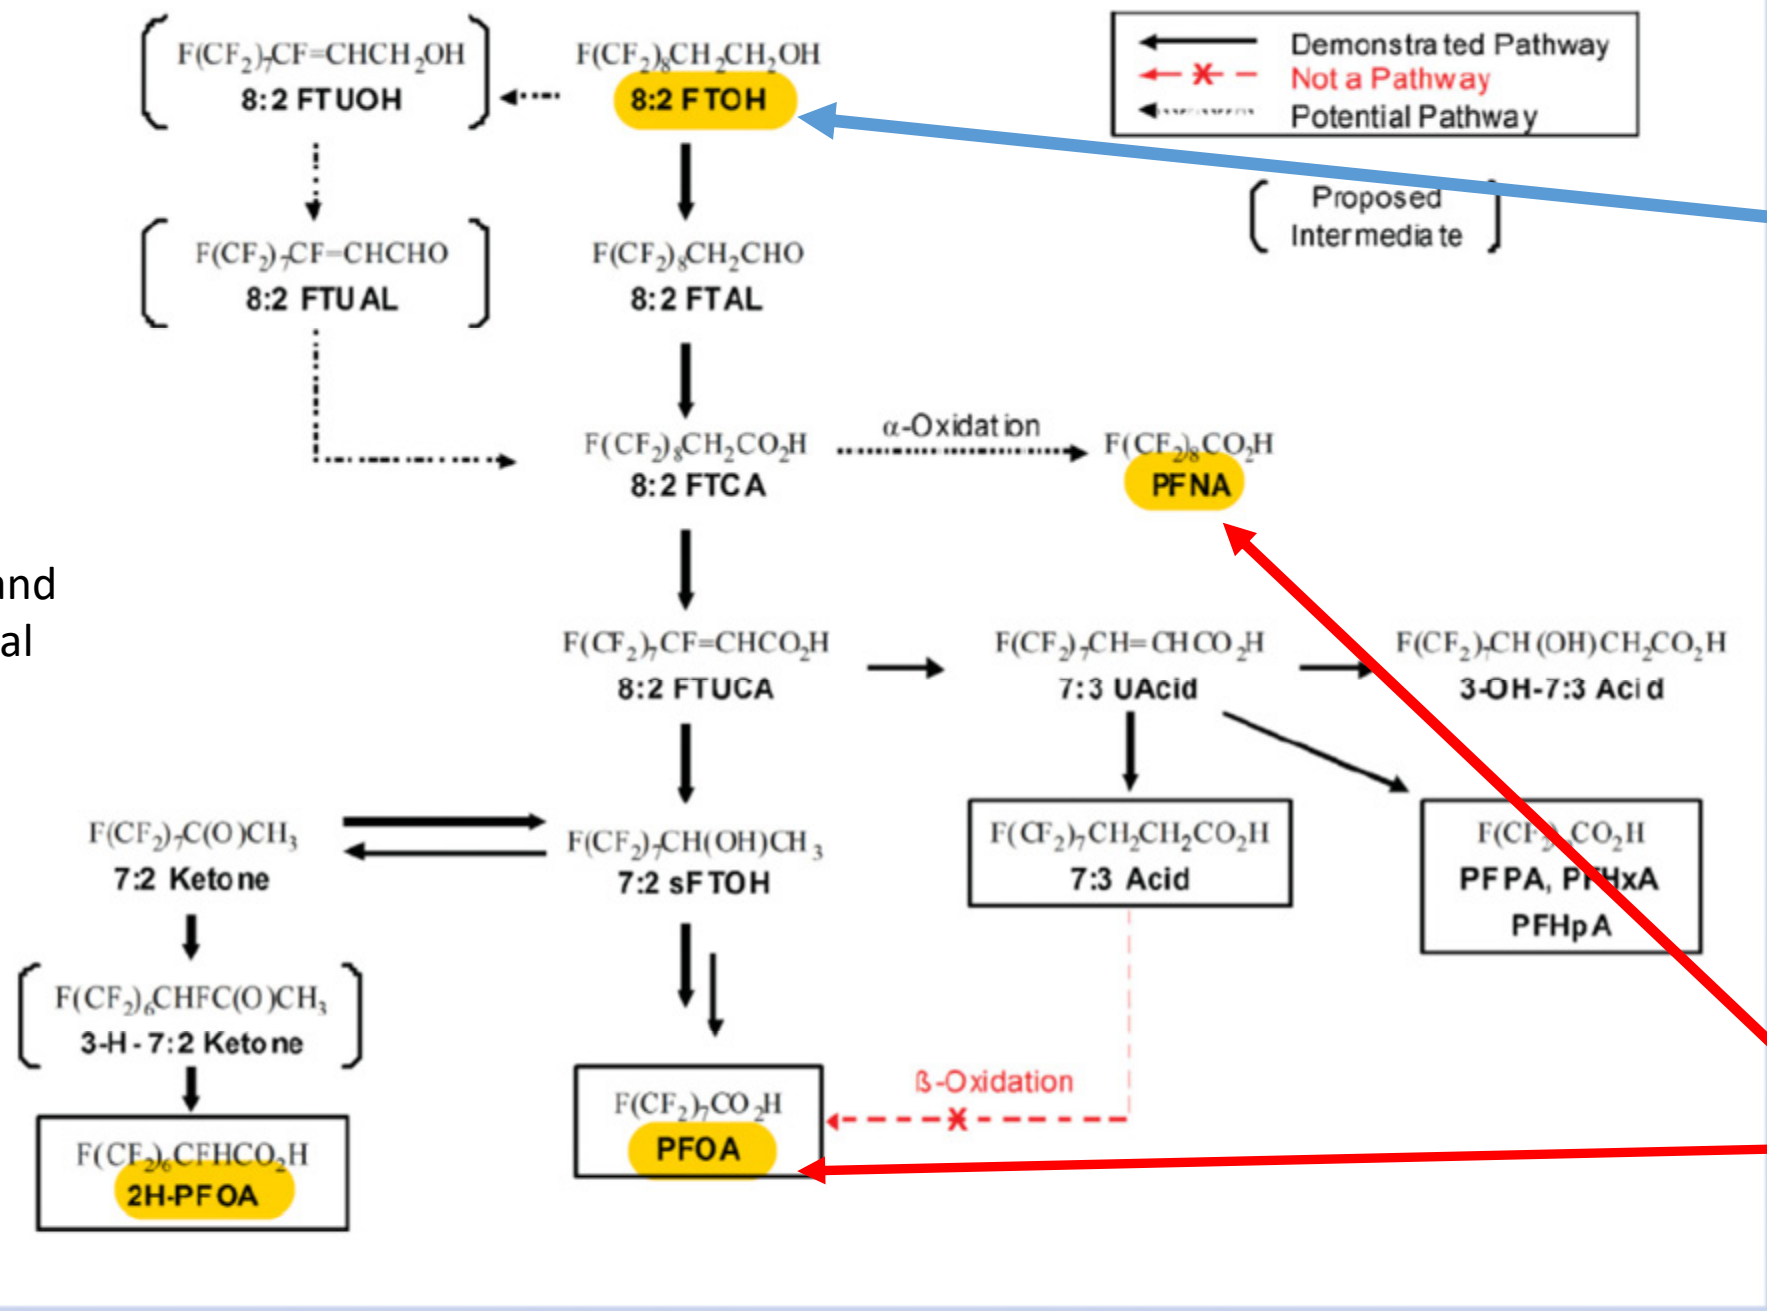 F(CF₂)₇CF=CHCH₂OH
8:2 FTUOH
F(CF₂)₈CH₂CH₂OH
8:2 FTOH
Demonstrated Pathway
Not a Pathway
Potential Pathway
Proposed
Intermediate
F(CF₂)₇CF=CHCHO
8:2 FTUAL
F(CF₂)₈CH₂CHO
8:2 FTAL
F(CF₂)₈CH₂CO₂H
8:2 FTCA
α-Oxidation
F(CF₂)₈CO₂H
PFNA
and
al
F(CF₂)₇CF=CHCO₂H
8:2 FTUCA
F(CF₂)₇CH=CHCO₂H
7:3 UAcid
F(CF₂)₇CH(OH)CH₂CO₂H
3-OH-7:3 Acid
F(CF₂)₇C(O)CH₃
7:2 Ketone
F(CF₂)₇CH(OH)CH₃
7:2 sFTOH
F(CF₂)₇CH₂CH₂CO₂H
7:3 Acid
CO₂H
PFPA, PFHxA
PFHpA
F(CF₂)₆CHFC(O)CH₃
3-H-7:2 Ketone
F(CF₂)₆CFHCO₂H
2H-PFOA
F(CF₂)₇CO₂H
PFOA
ß-Oxidation
X
X